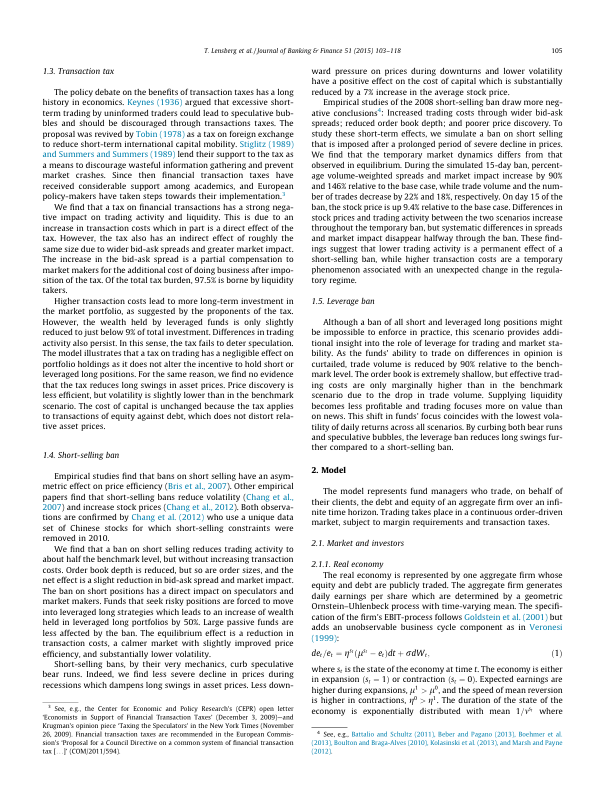 T. Lensberg et al. / Journal of Banking & Finance 51 (2015) 103–118
105
1.3. Transaction tax
The policy debate on the benefits of transaction taxes has a long
history in economics. Keynes (1936) argued that excessive short-
term trading by uninformed traders could lead to speculative bub-
bles and should be discouraged through transactions taxes. The
proposal was revived by Tobin (1978) as a tax on foreign exchange
to reduce short-term international capital mobility. Stiglitz (1989)
and Summers and Summers (1989) lend their support to the tax as
a means to discourage wasteful information gathering and prevent
market crashes. Since then financial transaction taxes have
received considerable support among academics, and European
policy-makers have taken steps towards their implementation.3
We find that a tax on financial transactions has a strong nega-
tive impact on trading activity and liquidity. This is due to an
increase in transaction costs which in part is a direct effect of the
tax. However, the tax also has an indirect effect of roughly the
same size due to wider bid-ask spreads and greater market impact.
The increase in the bid-ask spread is a partial compensation to
market makers for the additional cost of doing business after impo-
sition of the tax. Of the total tax burden, 97.5% is borne by liquidity
takers.
Higher transaction costs lead to more long-term investment in
the market portfolio, as suggested by the proponents of the tax.
However, the wealth held by leveraged funds is only slightly
reduced to just below 9% of total investment. Differences in trading
activity also persist. In this sense, the tax fails to deter speculation.
The model illustrates that a tax on trading has a negligible effect on
portfolio holdings as it does not alter the incentive to hold short or
leveraged long positions. For the same reason, we find no evidence
that the tax reduces long swings in asset prices. Price discovery is
less efficient, but volatility is slightly lower than in the benchmark
scenario. The cost of capital is unchanged because the tax applies
to transactions of equity against debt, which does not distort rela-
tive asset prices.
1.4. Short-selling ban
Empirical studies find that bans on short selling have an asym-
metric effect on price efficiency (Bris et al., 2007). Other empirical
papers find that short-selling bans reduce volatility (Chang et al.,
2007) and increase stock prices (Chang et al., 2012). Both observa-
tions are confirmed by Chang et al. (2012) who use a unique data
set of Chinese stocks for which short-selling constraints were
removed in 2010.
We find that a ban on short selling reduces trading activity to
about half the benchmark level, but without increasing transaction
costs. Order book depth is reduced, but so are order sizes, and the
net effect is a slight reduction in bid-ask spread and market impact.
The ban on short positions has a direct impact on speculators and
market makers. Funds that seek risky positions are forced to move
into leveraged long strategies which leads to an increase of wealth
held in leveraged long portfolios by 50%. Large passive funds are
less affected by the ban. The equilibrium effect is a reduction in
transaction costs, a calmer market with slightly improved price
efficiency, and substantially lower volatility.
Short-selling bans, by their very mechanics, curb speculative
bear runs. Indeed, we find less severe decline in prices during
recessions which dampens long swings in asset prices. Less down-
3 See, e.g., the Center for Economic and Policy Research's (CEPR) open letter
'Economists in Support of Financial Transaction Taxes' (December 3, 2009)—and
Krugman's opinion piece 'Taxing the Speculators' in the New York Times (November
26, 2009). Financial transaction taxes are recommended in the European Commis-
sion's 'Proposal for a Council Directive on a common system of financial transaction
tax [...]' (COM/2011/594).
ward pressure on prices during downturns and lower volatility
have a positive effect on the cost of capital which is substantially
reduced by a 7% increase in the average stock price.
Empirical studies of the 2008 short-selling ban draw more neg-
ative conclusions4: Increased trading costs through wider bid-ask
spreads; reduced order book depth; and poorer price discovery. To
study these short-term effects, we simulate a ban on short selling
that is imposed after a prolonged period of severe decline in prices.
We find that the temporary market dynamics differs from that
observed in equilibrium. During the simulated 15-day ban, percent-
age volume-weighted spreads and market impact increase by 90%
and 146% relative to the base case, while trade volume and the num-
ber of trades decrease by 22% and 18%, respectively. On day 15 of the
ban, the stock price is up 9.4% relative to the base case. Differences in
stock prices and trading activity between the two scenarios increase
throughout the temporary ban, but systematic differences in spreads
and market impact disappear halfway through the ban. These find-
ings suggest that lower trading activity is a permanent effect of a
short-selling ban, while higher transaction costs are a temporary
phenomenon associated with an unexpected change in the regula-
tory regime.
1.5. Leverage ban
Although a ban of all short and leveraged long positions might
be impossible to enforce in practice, this scenario provides addi-
tional insight into the role of leverage for trading and market sta-
bility. As the funds' ability to trade on differences in opinion is
curtailed, trade volume is reduced by 90% relative to the bench-
mark level. The order book is extremely shallow, but effective trad-
ing costs are only marginally higher than in the benchmark
scenario due to the drop in trade volume. Supplying liquidity
becomes less profitable and trading focuses more on value than
on news. This shift in funds' focus coincides with the lowest vola-
tility of daily returns across all scenarios. By curbing both bear runs
and speculative bubbles, the leverage ban reduces long swings fur-
ther compared to a short-selling ban.
2. Model
The model represents fund managers who trade, on behalf of
their clients, the debt and equity of an aggregate firm over an infi-
nite time horizon. Trading takes place in a continuous order-driven
market, subject to margin requirements and transaction taxes.
2.1. Market and investors
2.1.1. Real economy
The real economy is represented by one aggregate firm whose
equity and debt are publicly traded. The aggregate firm generates
daily earnings per share which are determined by a geometric
Ornstein–Uhlenbeck process with time-varying mean. The specifi-
cation of the firm's EBIT-process follows Goldstein et al. (2001) but
adds an unobservable business cycle component as in Veronesi
(1999):
de_t/e_t = η^{s_t}(μ^{s_t} − e_t)dt + σdW_t, (1)
where s_t is the state of the economy at time t. The economy is either
in expansion (s_t = 1) or contraction (s_t = 0). Expected earnings are
higher during expansions, μ^1 > μ^0, and the speed of mean reversion
is higher in contractions, η^0 > η^1. The duration of the state of the
economy is exponentially distributed with mean 1/ν^{s_t} where
4 See, e.g., Battalio and Schultz (2011), Beber and Pagano (2013), Boehmer et al.
(2013), Boulton and Braga-Alves (2010), Kolasinski et al. (2013), and Marsh and Payne
(2012).